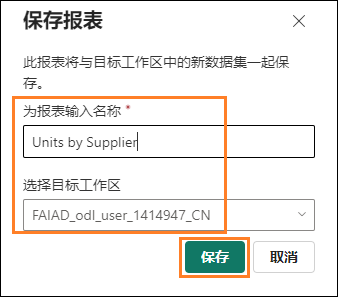 保存报表
此报表将与目标工作区中的新数据集一起保
存。
为报表输入名称 *
Units by Supplier
选择目标工作区
FAIAD_odl_user_1414947_CN
保存
取消